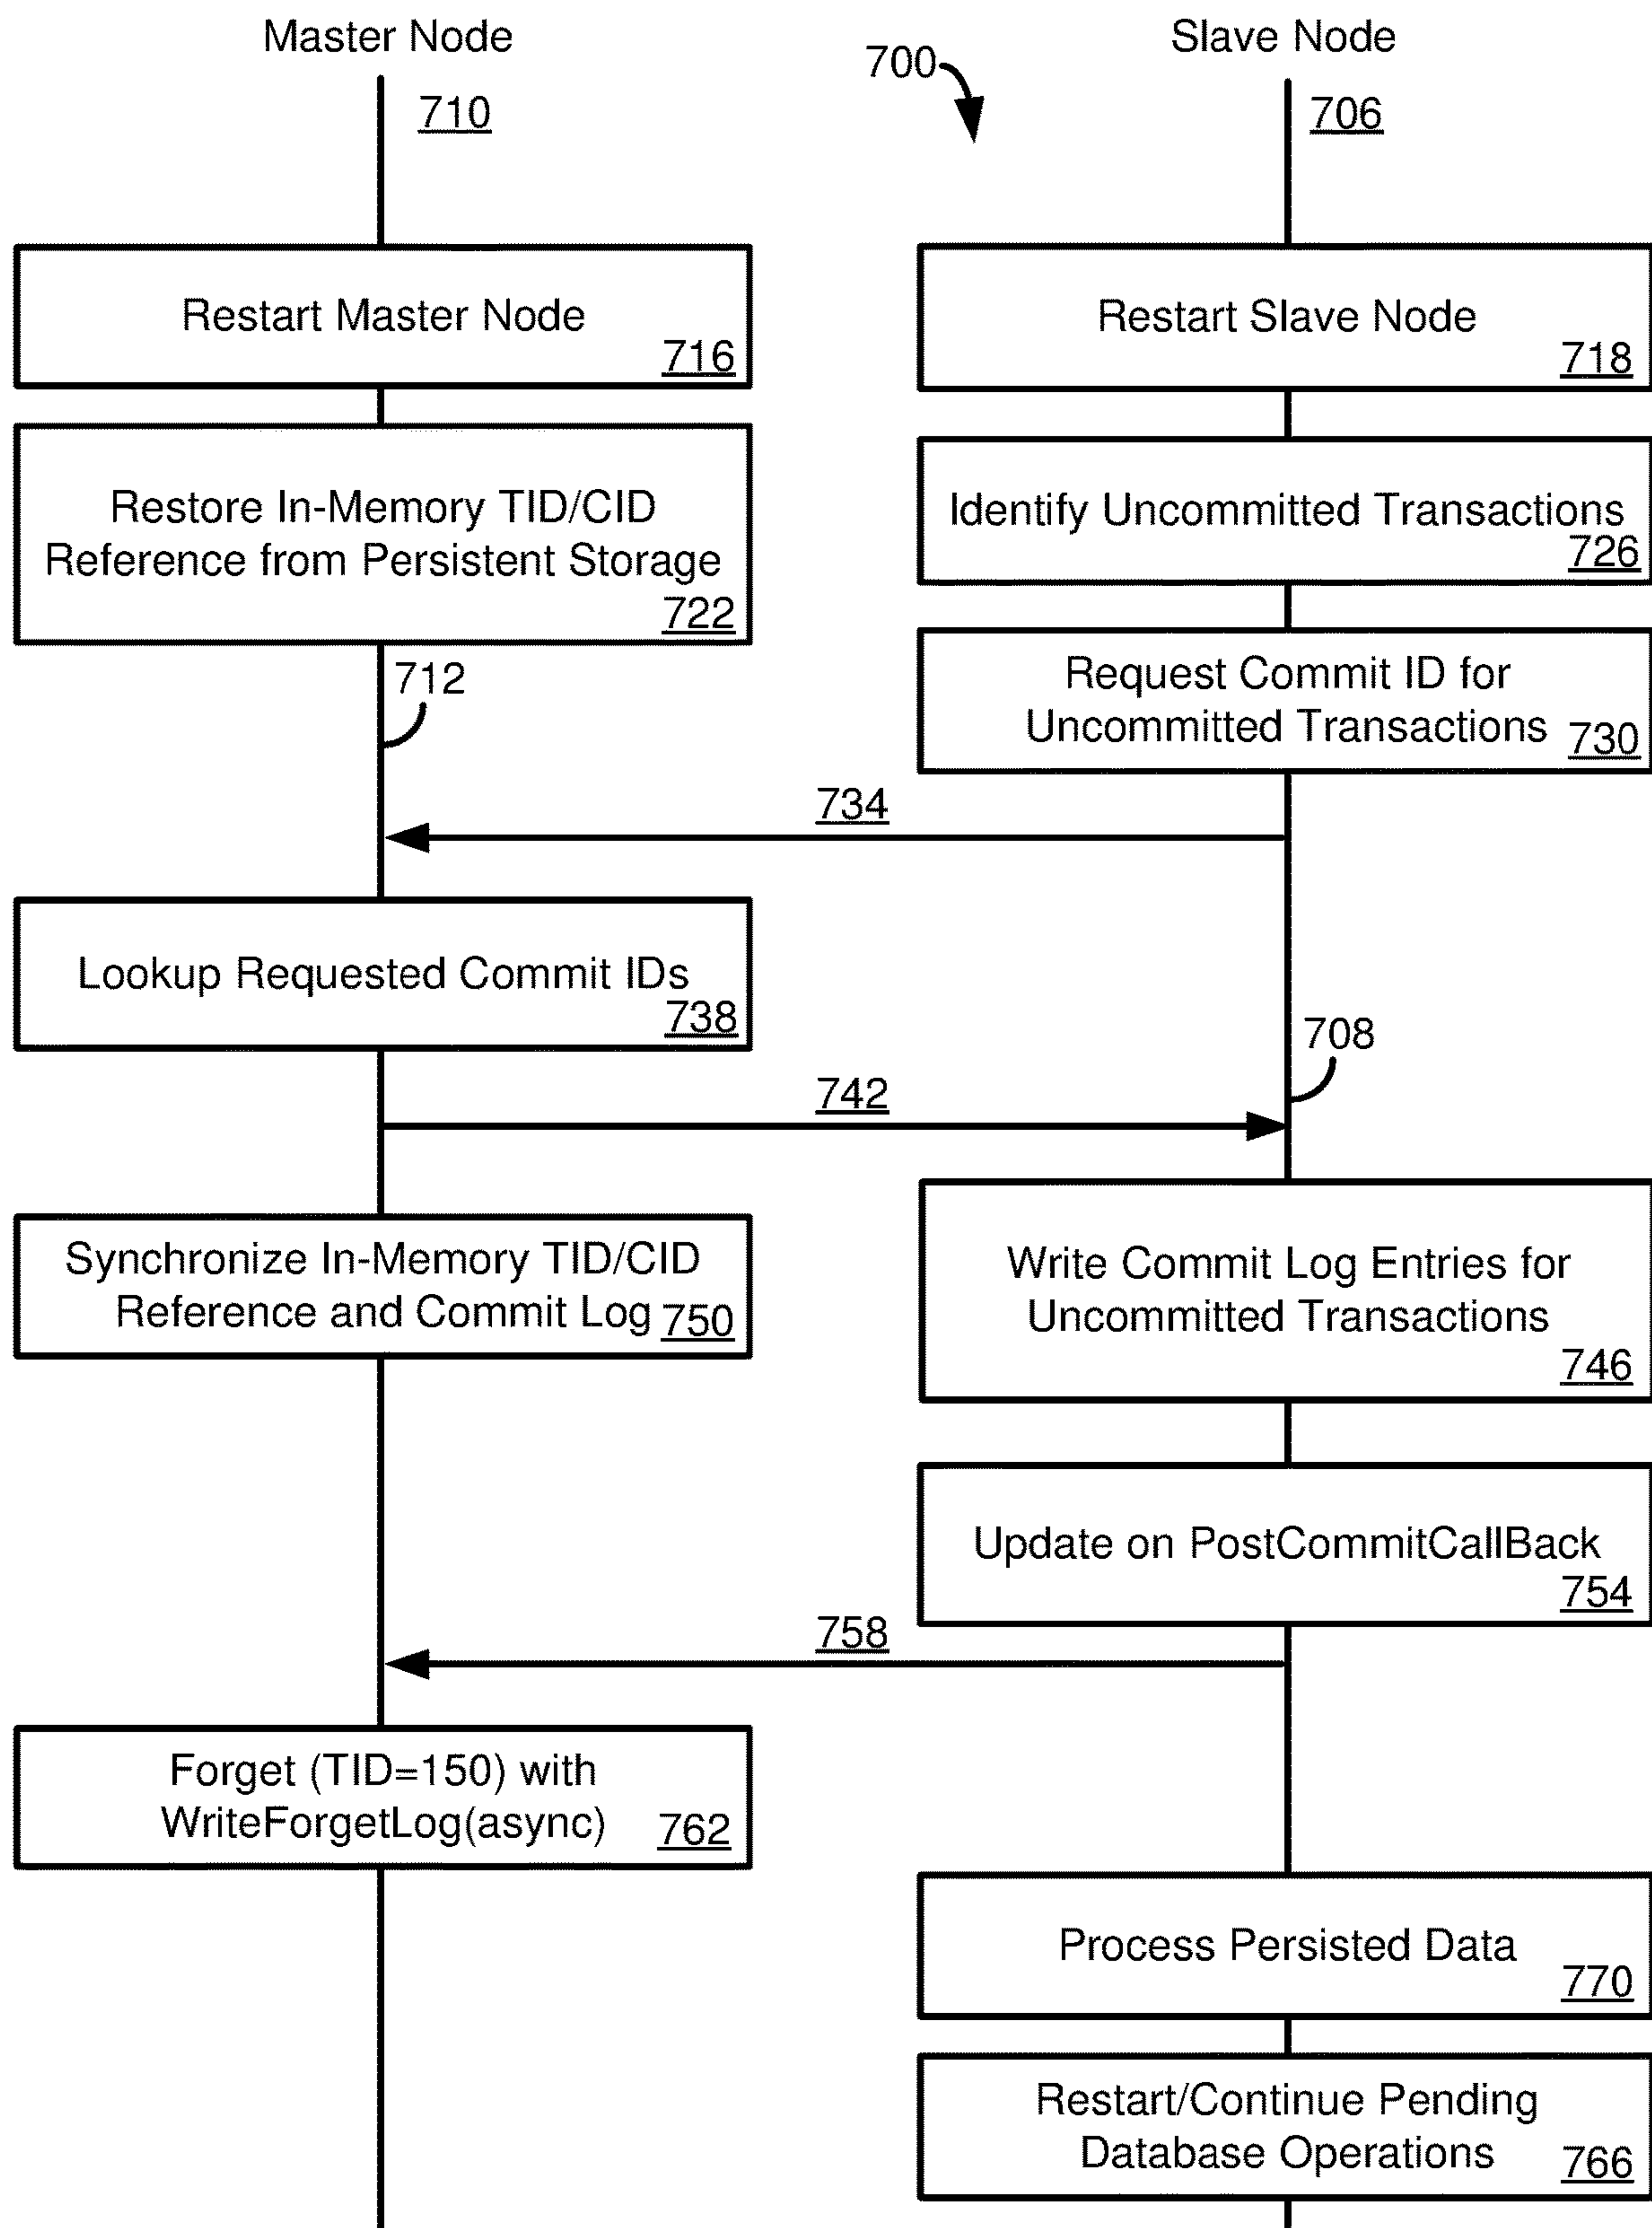 Master Node
Slave Node
700
710
706
Restart Master Node
716
Restart Slave Node
718
Restore In-Memory TID/CID
Reference from Persistent Storage
722
Identify Uncommitted Transactions
726
Request Commit ID for
Uncommitted Transactions 730
712
734
Lookup Requested Commit IDs
738
708
742
Synchronize In-Memory TID/CID
Reference and Commit Log 750
Write Commit Log Entries for
Uncommitted Transactions
746
Update on PostCommitCallBack
754
758
Forget (TID=150) with
WriteForgetLog(async) 762
Process Persisted Data
770
Restart/Continue Pending
Database Operations 766